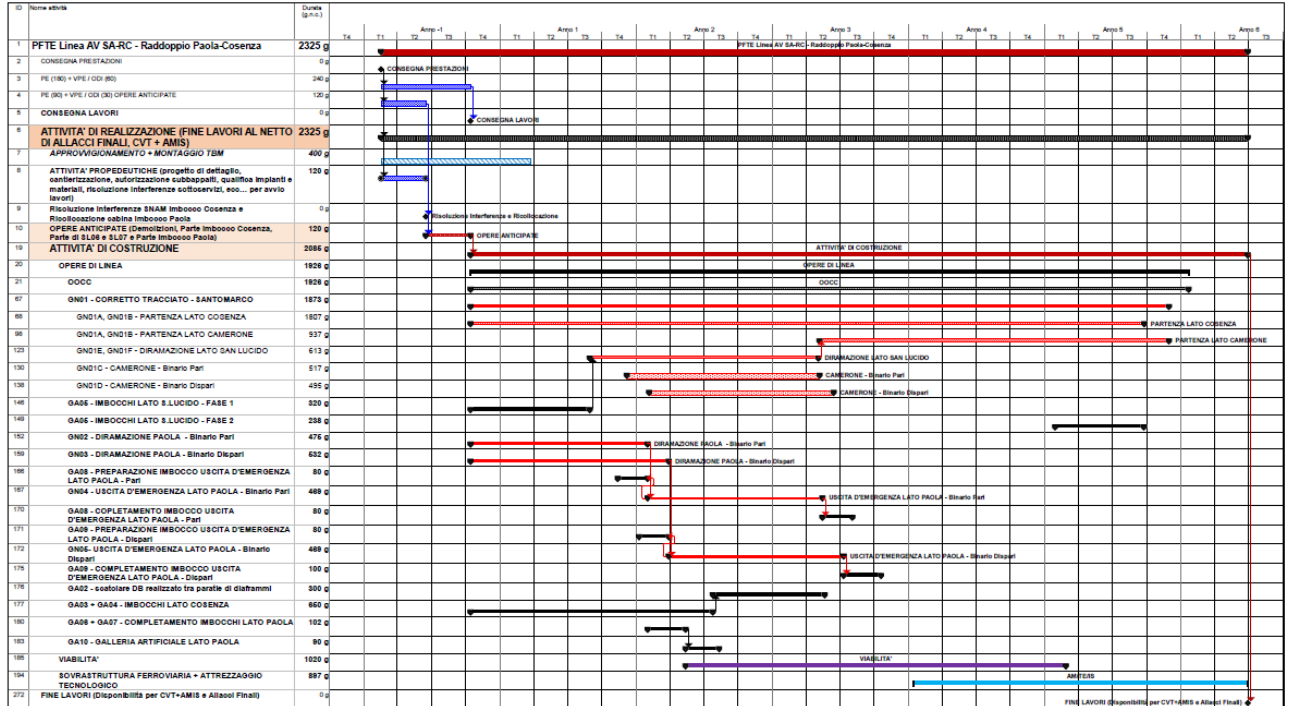 ID Nome attività Durata
(g.n.c.)
Anno -1 Anno 1 Anno 2 Anno 3 Anno 4 Anno 5 Anno 6
T4 T1 T2 T3 T4 T1 T2 T3 T4 T1 T2 T3 T4 T1 T2 T3 T4 T1 T2 T3 T4 T1 T2 T3 T4 T1 T2 T3
1 PFTE Linea AV SA-RC - Raddoppio Paola-Cosenza 2325 g
PFTE Linea AV SA-RC - Raddoppio Paola-Cosenza
2 CONSEGNA PRESTAZIONI 0 g
CONSEGNA PRESTAZIONI
3 PE (180) + VPE / ODI (60) 240 g
4 PE (90) + VPE / ODI (30) OPERE ANTICIPATE 120 g
5 CONSEGNA LAVORI 0 g
CONSEGNA LAVORI
6 ATTIVITA' DI REALIZZAZIONE (FINE LAVORI AL NETTO 2325 g
DI ALLACCI FINALI, CVT + AMIS)
7 APPROVVIGIONAMENTO + MONTAGGIO TBM 400 g
8 ATTIVITA' PROPEDEUTICHE (progetto di dettaglio, 120 g
cantierizzazione, autorizzazione subbappalti, qualifica impianti e
materiali, risoluzione interferenze sottoservizi, ecc... per avvio
lavori)
9 Risoluzione Interferenze SNAM Imbocco Cosenza e 0 g
Ricollocazione cabina Imbocco Paola
Risoluzione Interferenze e Ricollocazione
10 OPERE ANTICIPATE (Demolizioni, Parte Imbocco Cosenza, 120 g
Parte di SL06 e SL07 e Parte Imbocco Paola)
OPERE ANTICIPATE
19 ATTIVITA' DI COSTRUZIONE 2085 g
ATTIVITA' DI COSTRUZIONE
20 OPERE DI LINEA 1926 g
OPERE DI LINEA
21 OOCC 1926 g
OOCC
67 GN01 - CORRETTO TRACCIATO - SANTOMARCO 1873 g
68 GN01A, GN01B - PARTENZA LATO COSENZA 1807 g
PARTENZA LATO COSENZA
98 GN01A, GN01B - PARTENZA LATO CAMERONE 937 g
PARTENZA LATO CAMERONE
123 GN01E, GN01F - DIRAMAZIONE LATO SAN LUCIDO 613 g
DIRAMAZIONE LATO SAN LUCIDO
130 GN01C - CAMERONE - Binario Pari 517 g
CAMERONE - Binario Pari
138 GN01D - CAMERONE - Binario Dispari 495 g
CAMERONE - Binario Dispari
146 GA05 - IMBOCCHI LATO S.LUCIDO - FASE 1 320 g
149 GA05 - IMBOCCHI LATO S.LUCIDO - FASE 2 238 g
152 GN02 - DIRAMAZIONE PAOLA - Binario Pari 475 g
DIRAMAZIONE PAOLA - Binario Pari
159 GN03 - DIRAMAZIONE PAOLA - Binario Dispari 532 g
DIRAMAZIONE PAOLA - Binario Dispari
166 GA08 - PREPARAZIONE IMBOCCO USCITA D'EMERGENZA 80 g
LATO PAOLA - Pari
167 GN04 - USCITA D'EMERGENZA LATO PAOLA - Binario Pari 469 g
USCITA D'EMERGENZA LATO PAOLA - Binario Pari
170 GA08 - COPLETAMENTO IMBOCCO USCITA 80 g
D'EMERGENZA LATO PAOLA - Pari
171 GA09 - PREPARAZIONE IMBOCCO USCITA D'EMERGENZA 80 g
LATO PAOLA - Dispari
172 GN05- USCITA D'EMERGENZA LATO PAOLA - Binario 469 g
Dispari
USCITA D'EMERGENZA LATO PAOLA - Binario Dispari
175 GA09 - COMPLETAMENTO IMBOCCO USCITA 100 g
D'EMERGENZA LATO PAOLA - Dispari
176 GA02 - scatolare DB realizzato tra paratie di diaframmi 300 g
177 GA03 + GA04 - IMBOCCHI LATO COSENZA 650 g
180 GA06 + GA07 - COMPLETAMENTO IMBOCCHI LATO PAOLA 102 g
183 GA10 - GALLERIA ARTIFICIALE LATO PAOLA 90 g
185 VIABILITA' 1020 g
VIABILITA'
194 SOVRASTRUTTURA FERROVIARIA + ATTREZZAGGIO 897 g
TECNOLOGICO
AM/TE/IS
272 FINE LAVORI (Disponibilità per CVT+AMIS e Allacci Finali) 0 g
FINE LAVORI (Disponibilità per CVT+AMIS e Allacci Finali)